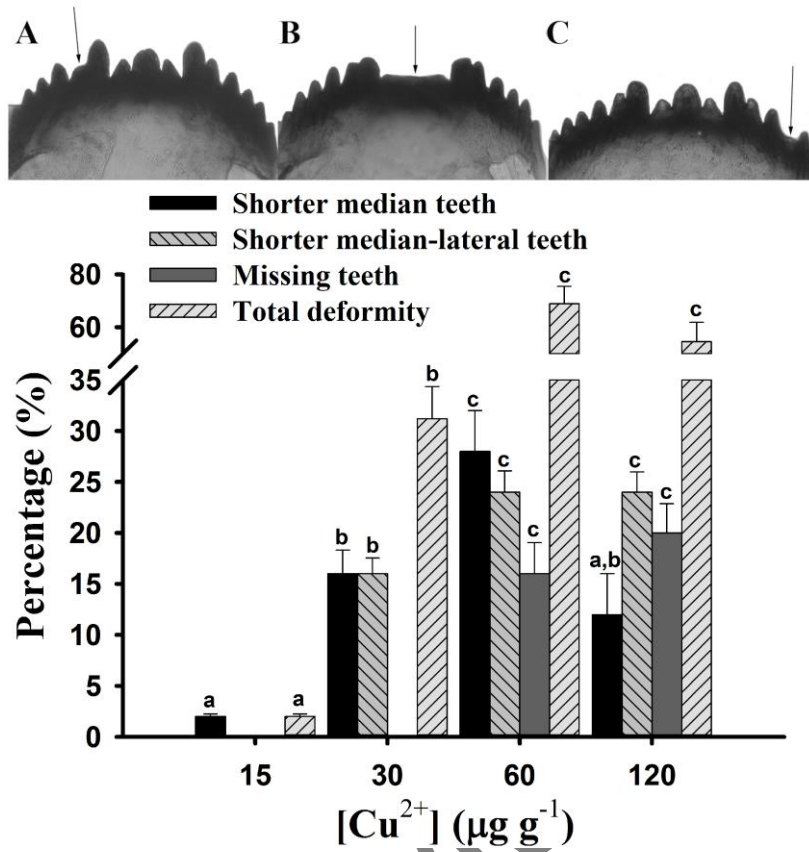 A
B
C
Shorter median teeth
Shorter median-lateral teeth
Missing teeth
Total deformity
Percentage (%)
80
60
35
30
25
20
15
10
5
0
a
a
b
b
b
c
c
c
c
a,b
c
c
c
15
30
60
120
[Cu²⁺] (μg g⁻¹)